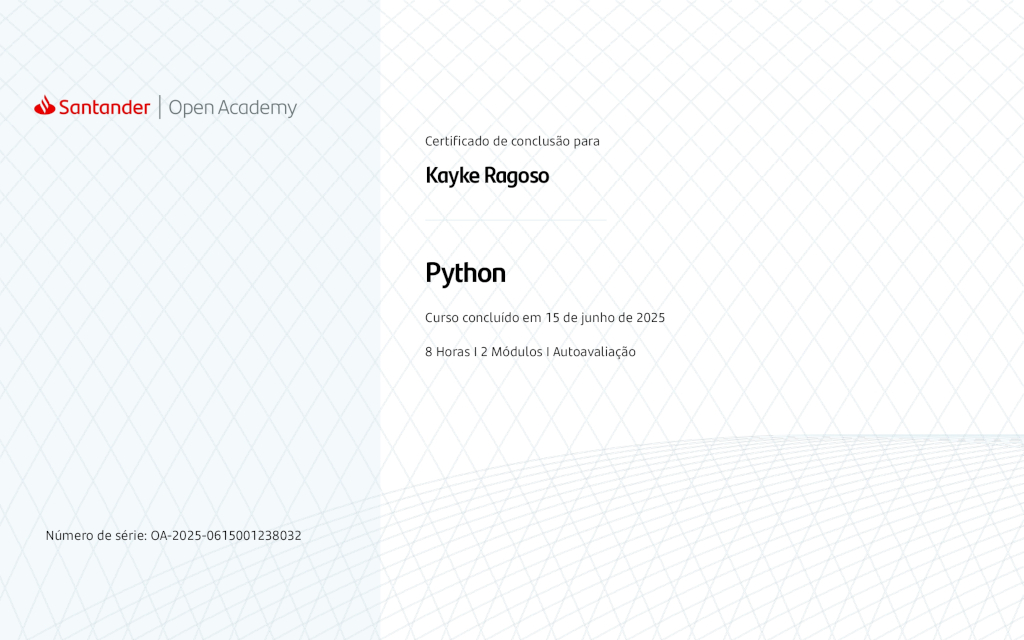 Santander | Open Academy
Certificado de conclusão para
Kayke Ragoso
Python
Curso concluído em 15 de junho de 2025
8 Horas I 2 Módulos I Autoavaliação
Número de série: OA-2025-0615001238032